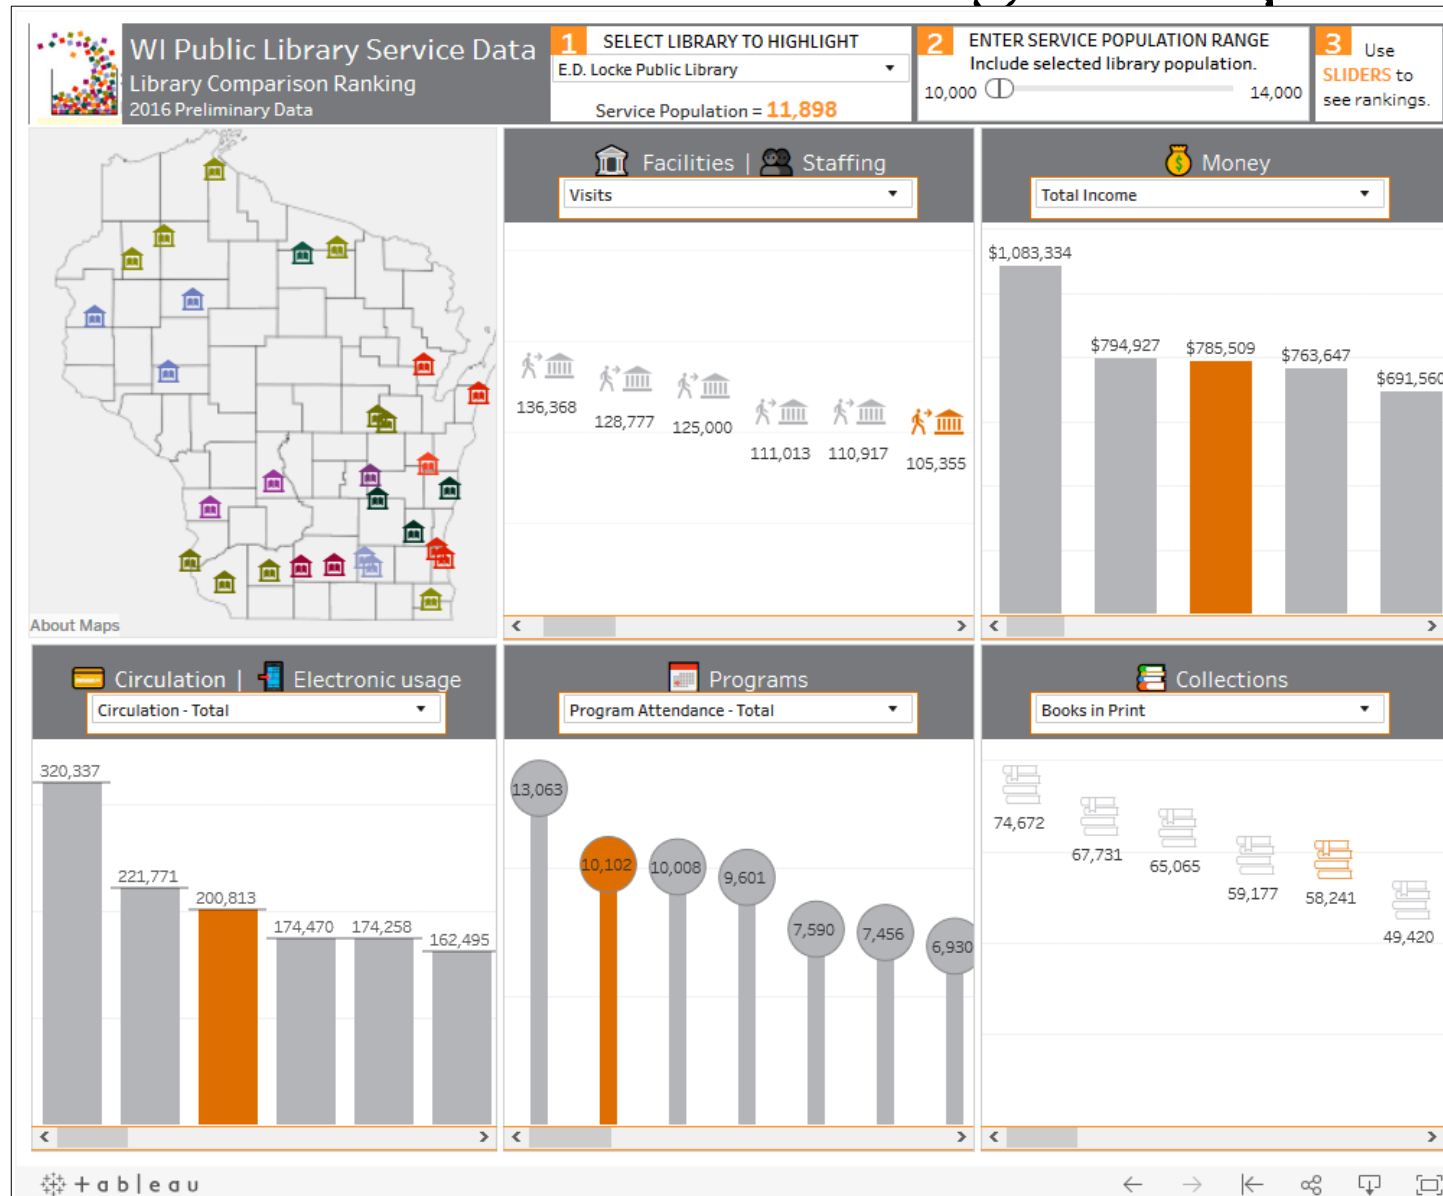 WI Public Library Service Data
Library Comparison Ranking
2016 Preliminary Data
1 SELECT LIBRARY TO HIGHLIGHT
E.D. Locke Public Library
Service Population = 11,898
2 ENTER SERVICE POPULATION RANGE
Include selected library population.
10,000 14,000
3 Use
SLIDERS to
see rankings.
About Maps
Facilities | Staffing
Visits
136,368
128,777
125,000
111,013
110,917
105,355
Money
Total Income
$1,083,334
$794,927
$785,509
$763,647
$691,560
Circulation | Electronic usage
Circulation - Total
320,337
221,771
200,813
174,470
174,258
162,495
Programs
Program Attendance - Total
13,063
10,102
10,008
9,601
7,590
7,456
6,930
Collections
Books in Print
74,672
67,731
65,065
59,177
58,241
49,420
+ a b | e a u